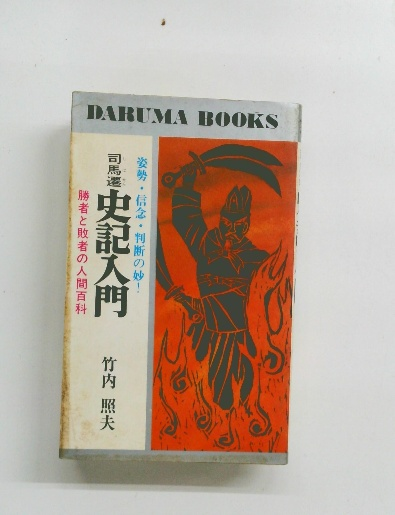 DARUMA BOOKS
姿勢・信念・判断の妙!
司馬遷
史記入門
勝者と敗者の人間百科
竹内 照夫